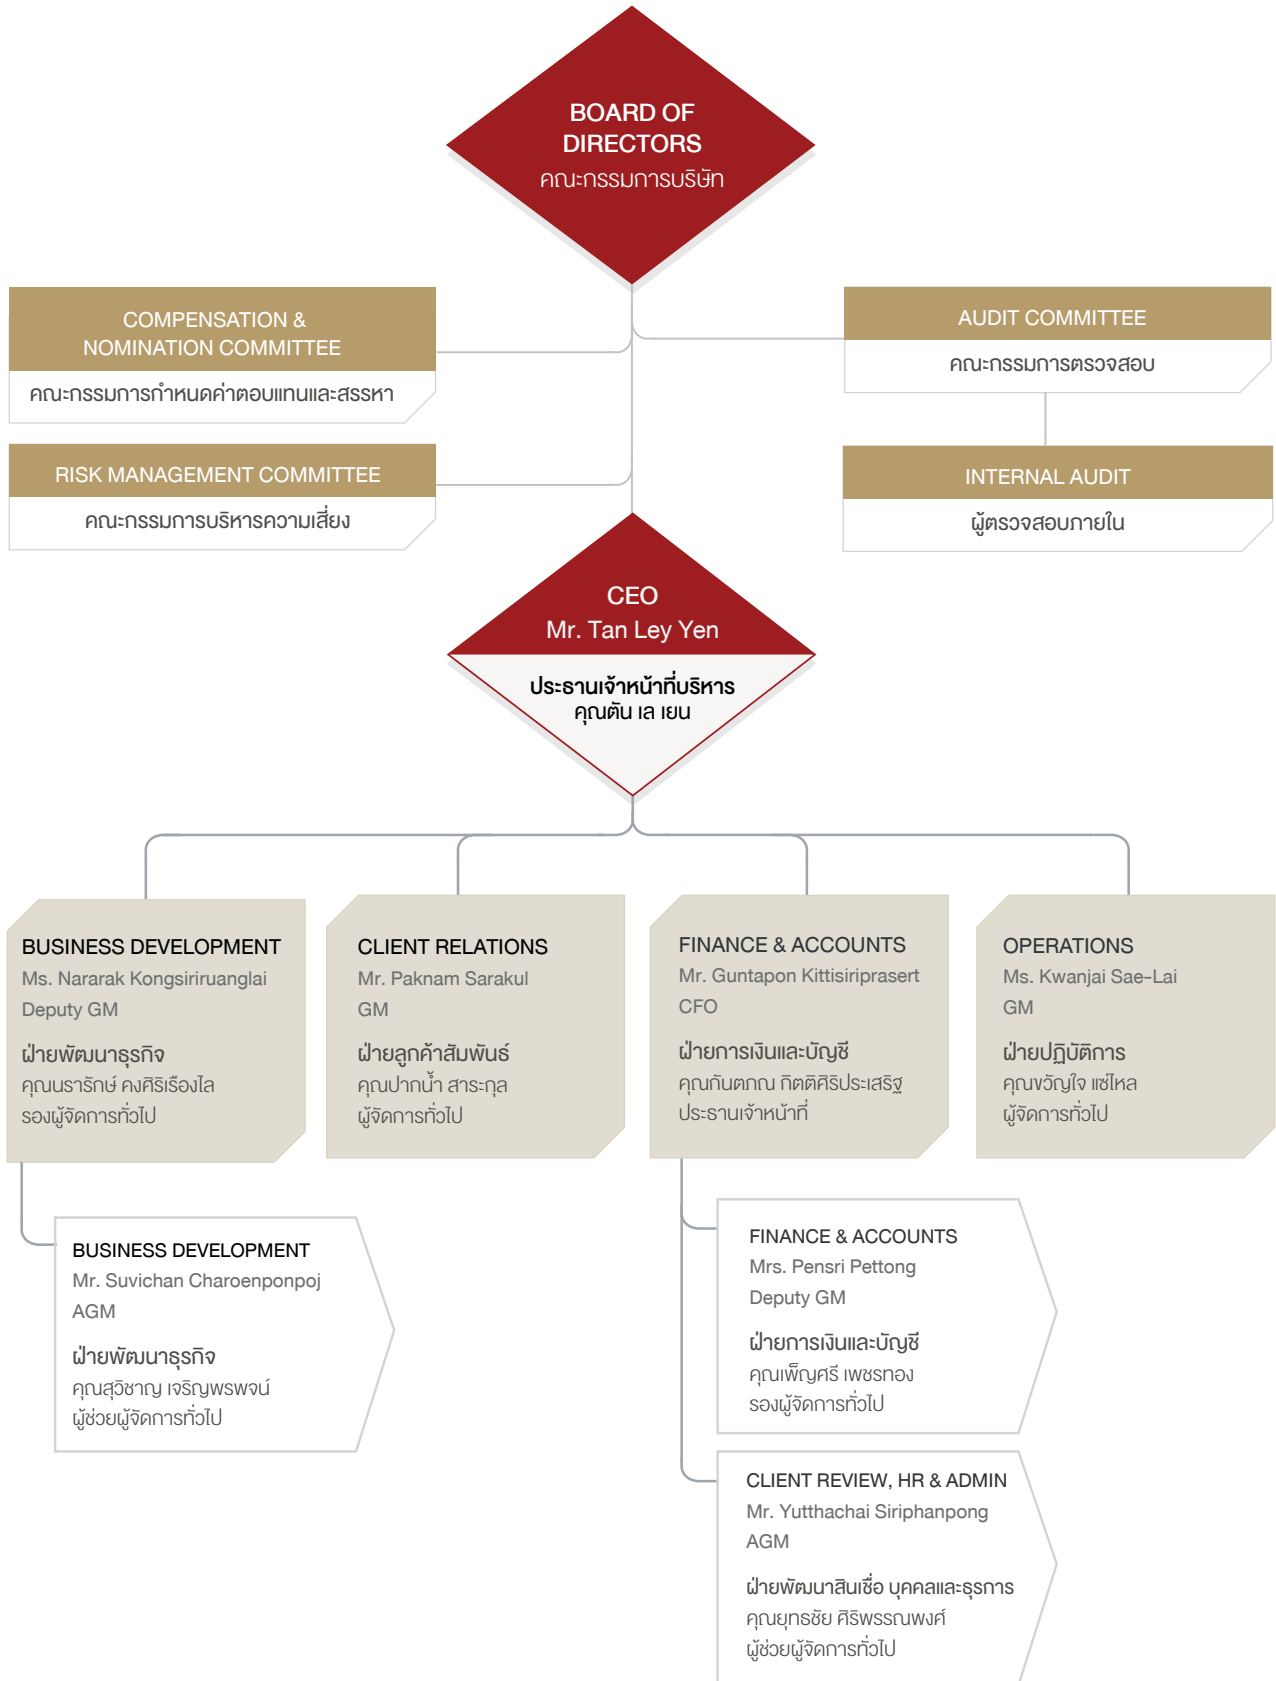 BOARD OF
DIRECTORS
คณะกรรมการบริษัท
COMPENSATION &
NOMINATION COMMITTEE
คณะกรรมการกำหนดค่าตอบแทนและสรรหา
AUDIT COMMITTEE
คณะกรรมการตรวจสอบ
RISK MANAGEMENT COMMITTEE
คณะกรรมการบริหารความเสี่ยง
INTERNAL AUDIT
ผู้ตรวจสอบภายใน
CEO
Mr. Tan Ley Yen
ประธานเจ้าหน้าที่บริหาร
คุณตัน เล เยน
BUSINESS DEVELOPMENT
Ms. Nararak Kongsiriruanglai
Deputy GM
ฝ่ายพัฒนาธุรกิจ
คุณนรารักษ์ คงศิริเรืองไล
รองผู้จัดการทั่วไป
CLIENT RELATIONS
Mr. Paknam Sarakul
GM
ฝ่ายลูกค้าสัมพันธ์
คุณปากน้ำ สาระกุล
ผู้จัดการทั่วไป
FINANCE & ACCOUNTS
Mr. Guntapon Kittisiriprasert
CFO
ฝ่ายการเงินและบัญชี
คุณกันตภณ กิตติศิริประเสริฐ
ประธานเจ้าหน้าที่
OPERATIONS
Ms. Kwanjai Sae-Lai
GM
ฝ่ายปฏิบัติการ
คุณขวัญใจ แซ่ไหล
ผู้จัดการทั่วไป
BUSINESS DEVELOPMENT
Mr. Suvichan Charoenponpoj
AGM
ฝ่ายพัฒนาธุรกิจ
คุณสุวิชาญ เจริญพรพจน์
ผู้ช่วยผู้จัดการทั่วไป
FINANCE & ACCOUNTS
Mrs. Pensri Pettong
Deputy GM
ฝ่ายการเงินและบัญชี
คุณเพ็ญศรี เพชรทอง
รองผู้จัดการทั่วไป
CLIENT REVIEW, HR & ADMIN
Mr. Yutthachai Siriphanpong
AGM
ฝ่ายพัฒนาสินเชื่อ บุคคลและธุรการ
คุณยุทธชัย ศิริพรรณพงศ์
ผู้ช่วยผู้จัดการทั่วไป